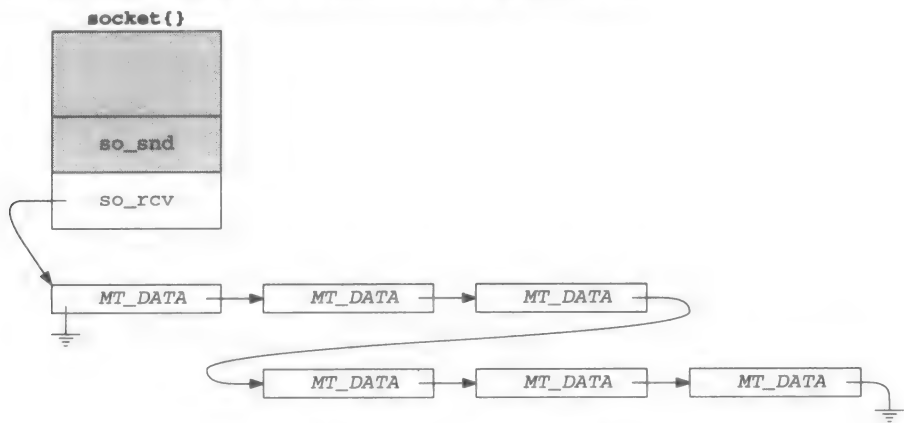 socket{}
so_snd
so_rcv
MT_DATA MT_DATA MT_DATA
MT_DATA MT_DATA MT_DATA